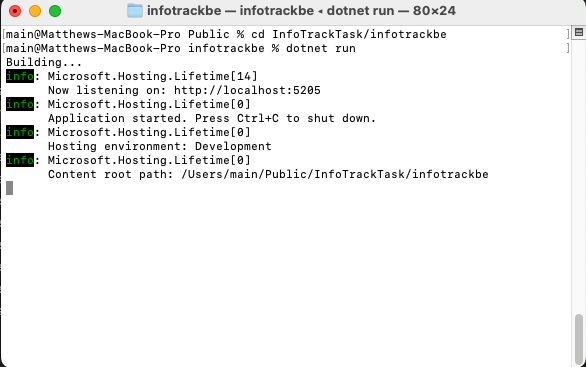 infotrackbe — infotrackbe ◂ dotnet run — 80×24
[main@Matthews-MacBook-Pro Public % cd InfoTrackTask/infotrackbe ]
[main@Matthews-MacBook-Pro infotrackbe % dotnet run ]
Building...
info: Microsoft.Hosting.Lifetime[14]
      Now listening on: http://localhost:5205
info: Microsoft.Hosting.Lifetime[0]
      Application started. Press Ctrl+C to shut down.
info: Microsoft.Hosting.Lifetime[0]
      Hosting environment: Development
info: Microsoft.Hosting.Lifetime[0]
      Content root path: /Users/main/Public/InfoTrackTask/infotrackbe